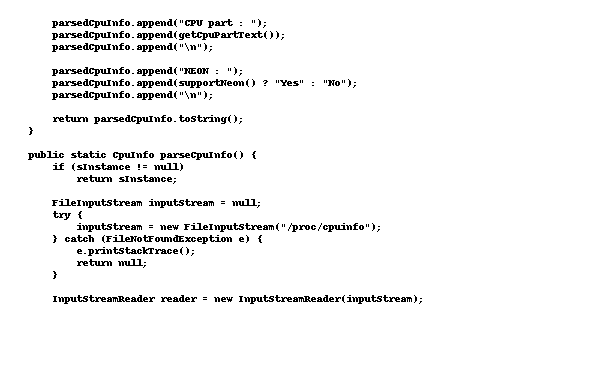 parsedCpuInfo.append("CPU part : ");
parsedCpuInfo.append(getCpuPartText());
parsedCpuInfo.append("\n");
parsedCpuInfo.append("NEON : ");
parsedCpuInfo.append(supportNeon() ? "Yes" : "No");
parsedCpuInfo.append("\n");
return parsedCpuInfo.toString();
}
public static CpuInfo parseCpuInfo() {
if (sInstance != null)
return sInstance;
FileInputStream inputStream = null;
try {
inputStream = new FileInputStream("/proc/cpuinfo");
} catch (FileNotFoundException e) {
e.printStackTrace();
return null;
}
InputStreamReader reader = new InputStreamReader(inputStream);